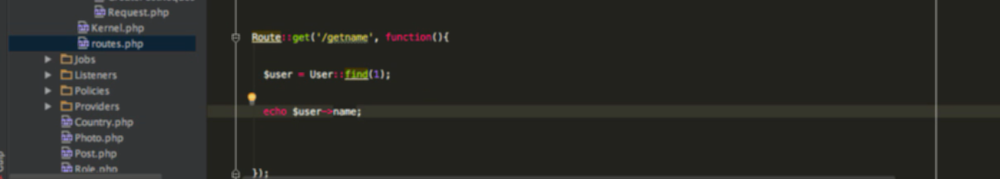 Request.php
Kernel.php
routes.php
Jobs
Listeners
Policies
Providers
Country.php
Photo.php
Post.php
Role.php
Route::get('/getname', function(){
$user = User::find(1);
echo $user->name;
});